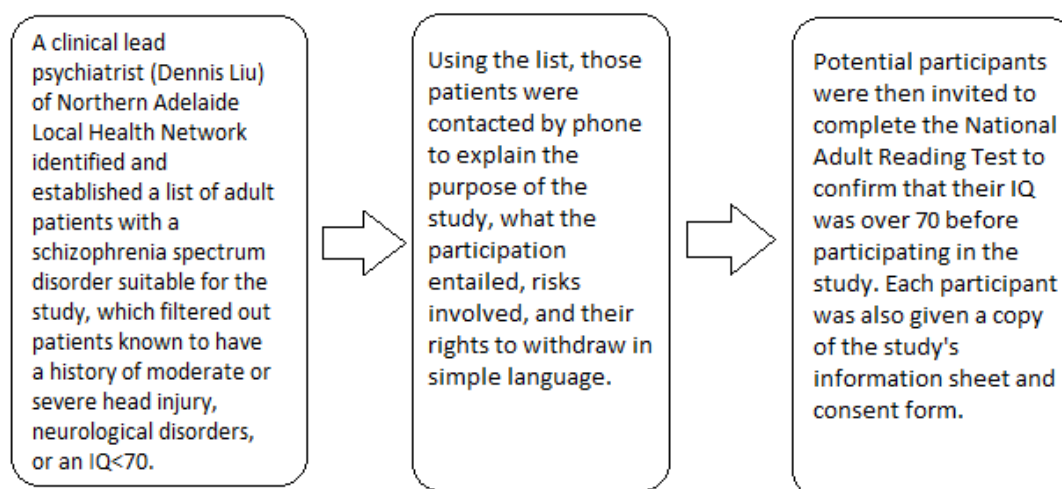 A clinical lead
psychiatrist (Dennis Liu)
of Northern Adelaide
Local Health Network
identified and
established a list of adult
patients with a
schizophrenia spectrum
disorder suitable for the
study, which filtered out
patients known to have
a history of moderate or
severe head injury,
neurological disorders,
or an IQ<70.
Using the list, those
patients were
contacted by phone
to explain the
purpose of the
study, what the
participation
entailed, risks
involved, and their
rights to withdraw in
simple language.
Potential participants
were then invited to
complete the National
Adult Reading Test to
confirm that their IQ
was over 70 before
participating in the
study. Each participant
was also given a copy
of the study's
information sheet and
consent form.